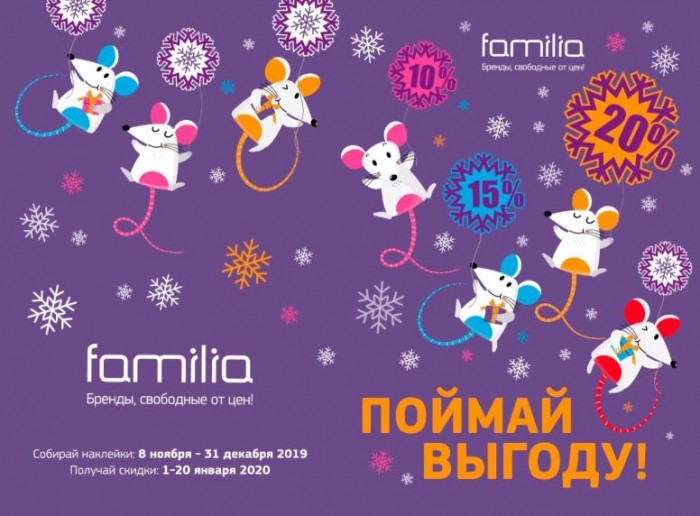 familia
Бренды, свободные от цен!
Собирай наклейки: 8 ноября - 31 декабря 2019
Получай скидки: 1-20 января 2020
familia
Бренды, свободные от цен!
10%
20%
15%
ПОЙМАЙ
ВЫГОДУ!